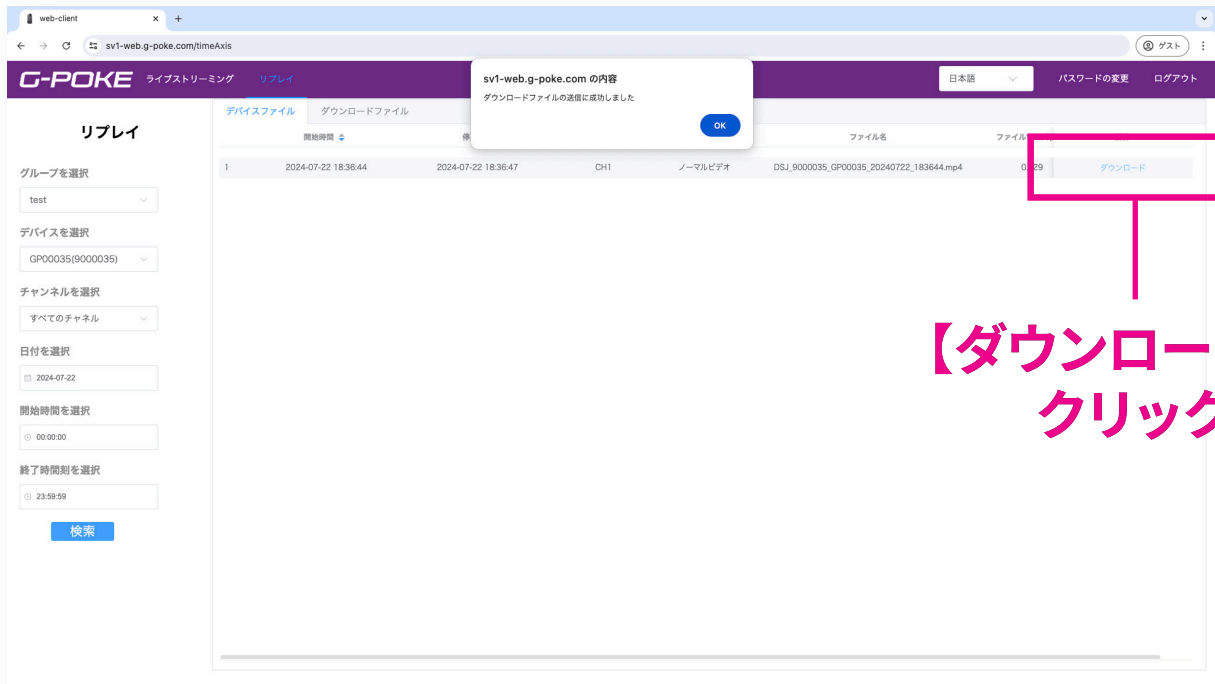 web-client
sv1-web.g-poke.com/timeAxis
ゲスト
G-POKE ライブストリーミング リプレイ
sv1-web.g-poke.com の内容
ダウンロードファイルの送信に成功しました
OK
日本語 パスワードの変更 ログアウト
リプレイ
デバイスファイル ダウンロードファイル
開始時間 ファイル名
1 2024-07-22 18:36:44 2024-07-22 18:36:47 CH1 ノーマルビデオ DSJ_9000035_GP00035_20240722_183644.mp4 ダウンロード
グループを選択
test
デバイスを選択
GP00035(9000035)
チャンネルを選択
すべてのチャネル
日付を選択
2024-07-22
開始時間を選択
00:00:00
終了時間刻を選択
23:59:59
検索
【ダウンロー
クリック